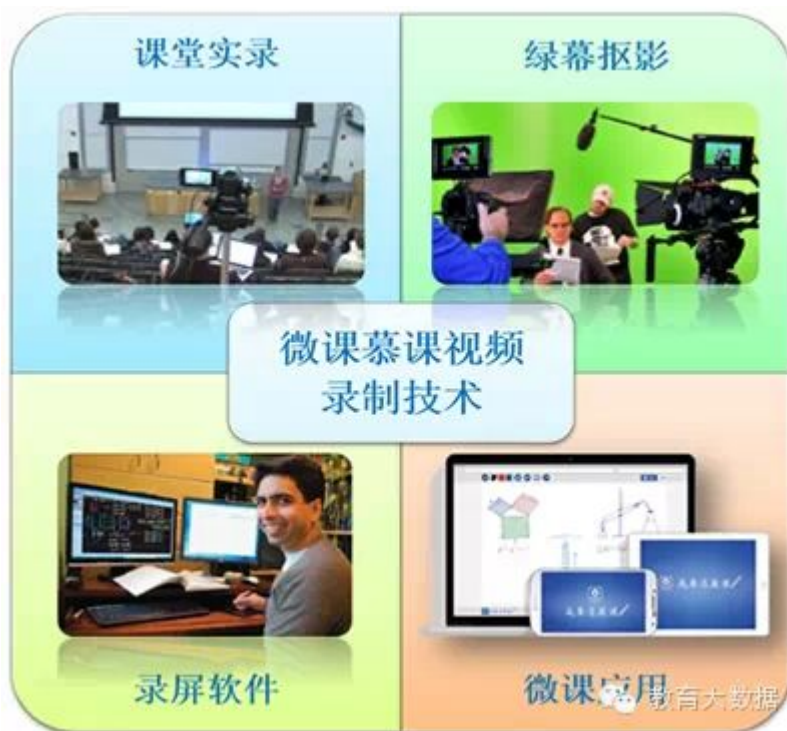 课堂实录
绿幕抠影
微课慕课视频
录制技术
录屏软件
微课应用
教育大数据